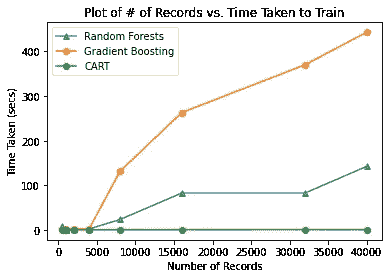 Plot of # of Records vs. Time Taken to Train
Random Forests
Gradient Boosting
CART
Time Taken (secs)
400
300
200
100
0
0 5000 10000 15000 20000 25000 30000 35000 40000
Number of Records